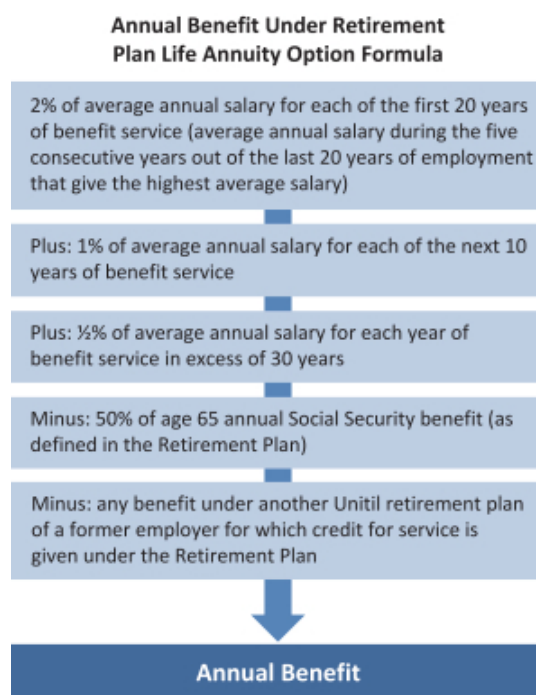 Annual Benefit Under Retirement
Plan Life Annuity Option Formula
2% of average annual salary for each of the first 20 years
of benefit service (average annual salary during the five
consecutive years out of the last 20 years of employment
that give the highest average salary)
Plus: 1% of average annual salary for each of the next 10
years of benefit service
Plus: ½% of average annual salary for each year of
benefit service in excess of 30 years
Minus: 50% of age 65 annual Social Security benefit (as
defined in the Retirement Plan)
Minus: any benefit under another Unitil retirement plan
of a former employer for which credit for service is
given under the Retirement Plan
Annual Benefit